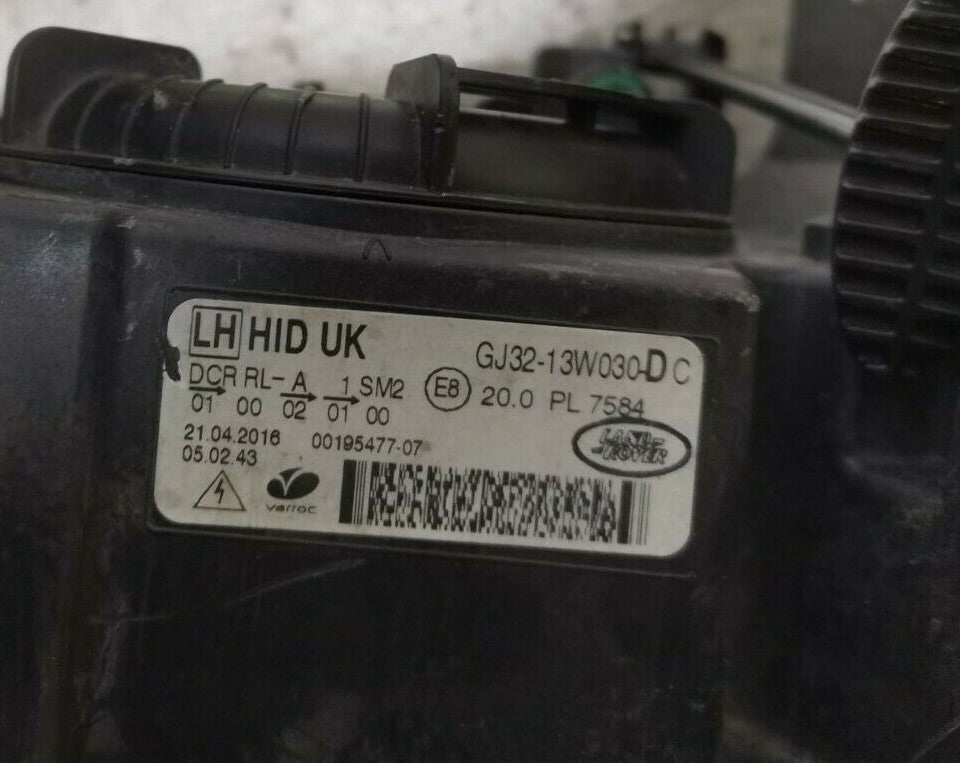 LH HID UK
GJ32-13W030-D C
DCR RL- A 1 SM2
01 00 02 01 00
E8 20.0 PL 7584
LAND-
-ROVER
21.04.2016 00195477-07
05.02.43
varroc